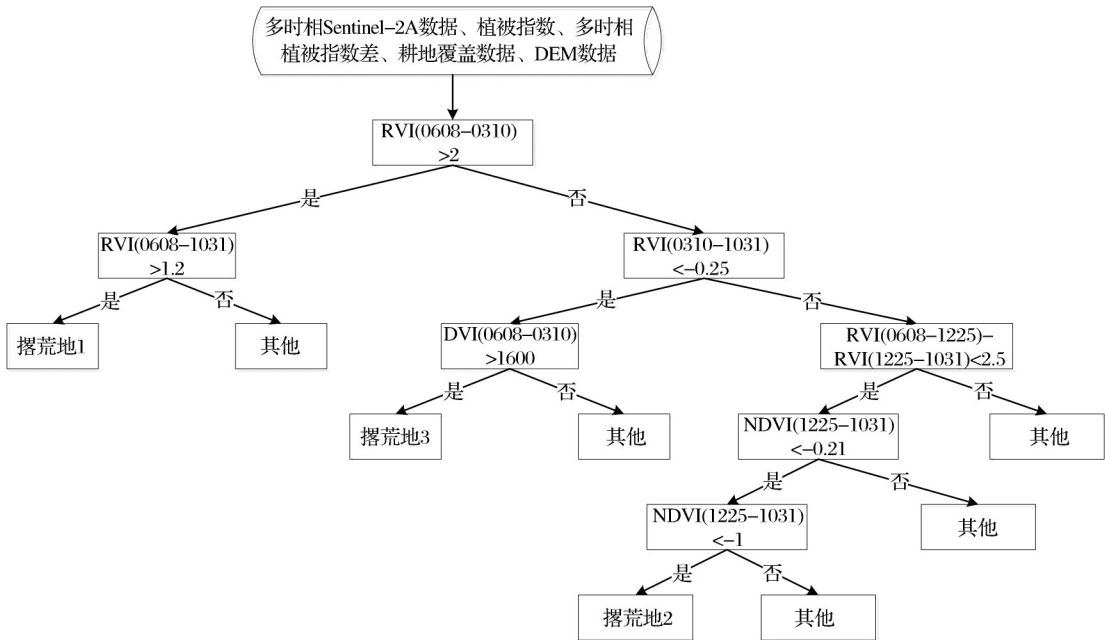 多时相Sentinel-2A数据、植被指数、多时相
植被指数差、耕地覆盖数据、DEM数据
RVI(0608-0310)
>2
是
否
RVI(0608-1031)
>1.2
RVI(0310-1031)
<-0.25
是
否
是
否
撂荒地1
其他
DVI(0608-0310)
>1600
RVI(0608-1225)-
RVI(1225-1031)<2.5
是
否
是
否
撂荒地3
其他
NDVI(1225-1031)
<-0.21
其他
是
否
NDVI(1225-1031)
<-1
其他
是
否
撂荒地2
其他